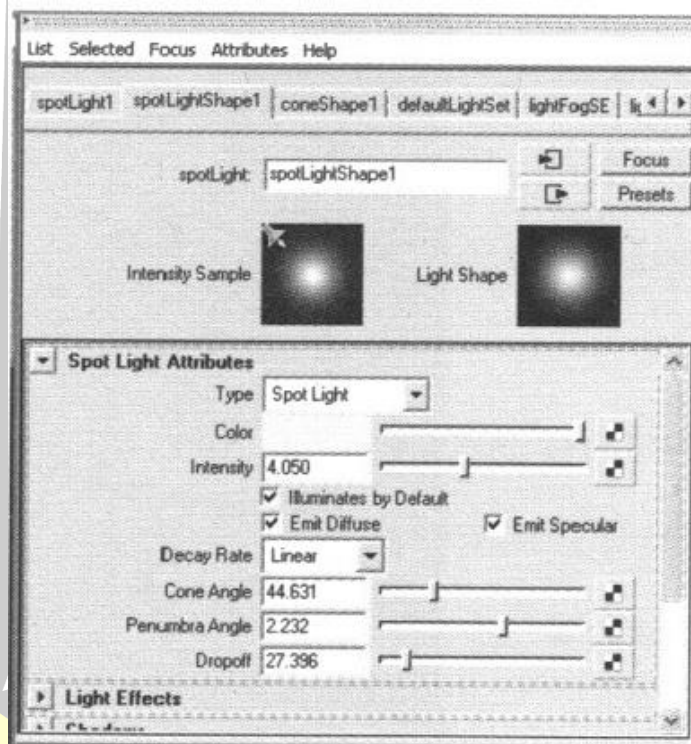 List Selected Focus Attributes Help
spotLight1 spotLightShape1 coneShape1 defaultLightSet lightFogSE
spotLight: spotLightShape1
Focus
Presets
Intensity Sample Light Shape
Spot Light Attributes
Type Spot Light
Color
Intensity 4.050
Illuminates by Default
Emit Diffuse Emit Specular
Decay Rate Linear
Cone Angle 44.631
Penumbra Angle 2.232
Dropoff 27.396
Light Effects